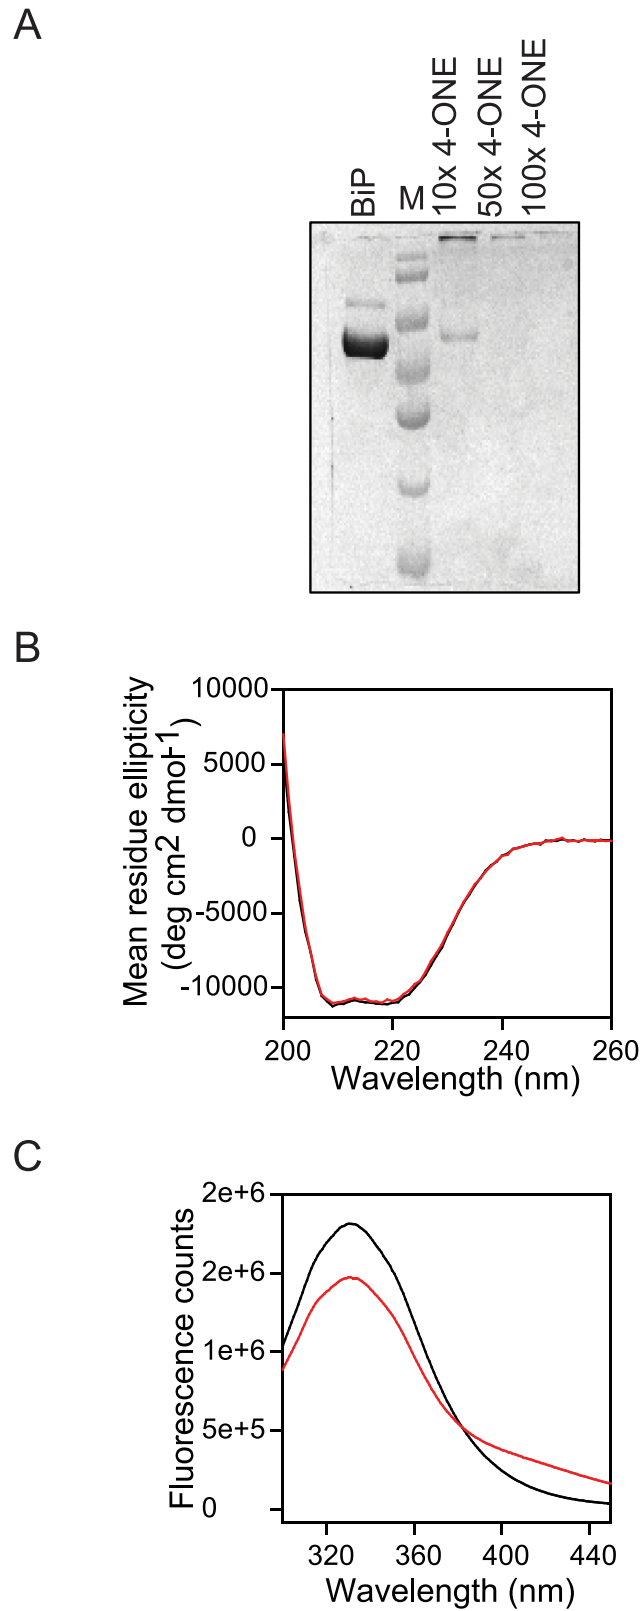 A
BiP
M
10x 4-ONE
50x 4-ONE
100x 4-ONE
B
Mean residue ellipticity
(deg cm2 dmol-1)
10000
5000
0
-5000
-10000
200
220
240
260
Wavelength (nm)
C
Fluorescence counts
2e+6
2e+6
1e+6
5e+5
0
320
360
400
440
Wavelength (nm)